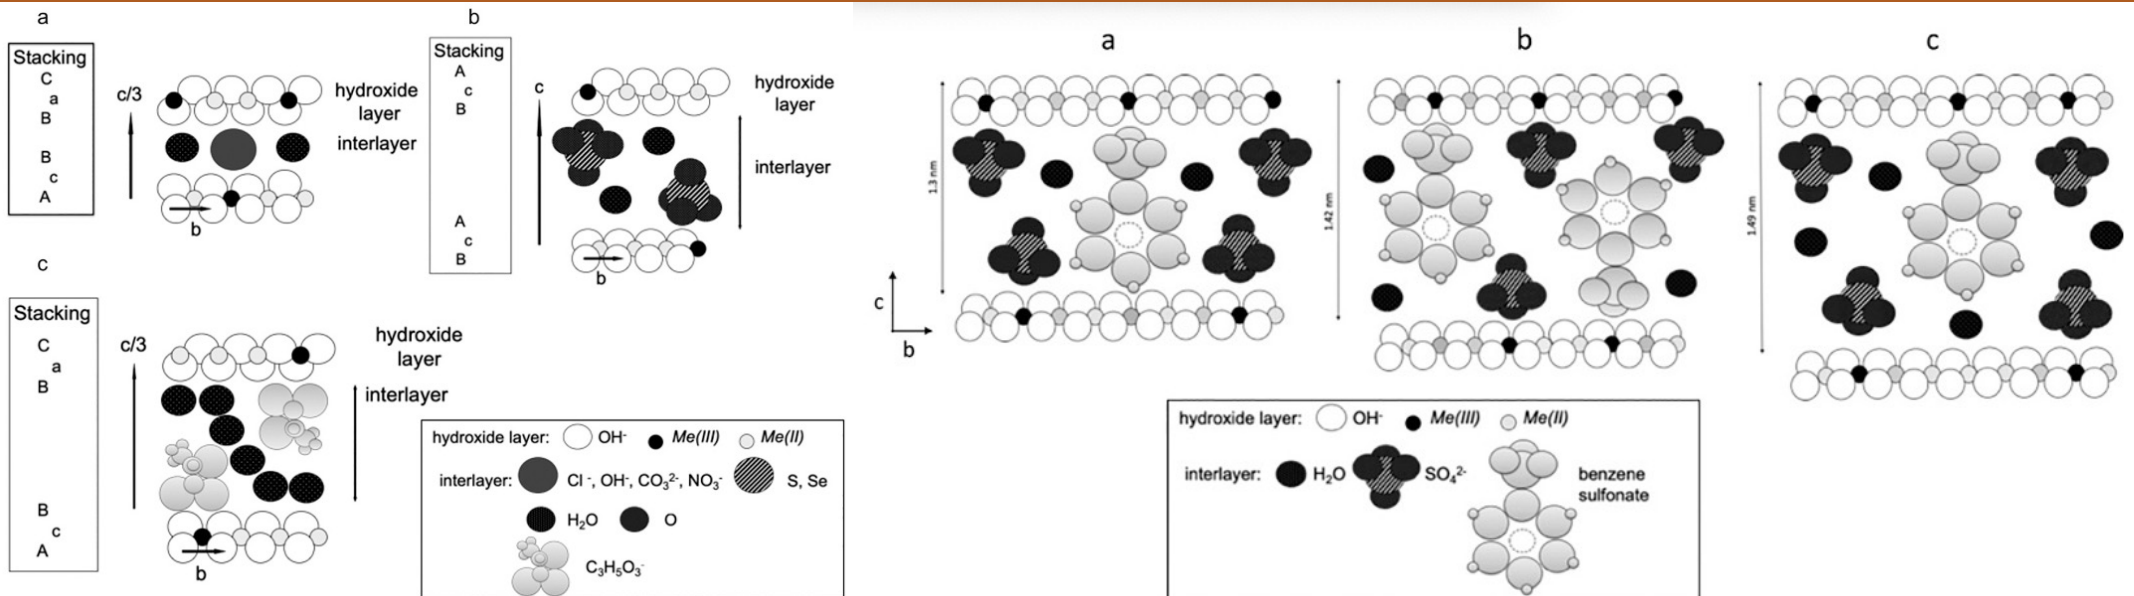 a
Stacking
C
a
B
B
c
A
c/3
hydroxide
layer
interlayer
b
b
Stacking
A
c
B
A
c
B
c
hydroxide
layer
interlayer
b
c
Stacking
C
a
B
B
c
A
c/3
hydroxide
layer
interlayer
b
hydroxide layer: OH⁻ Me(III) Me(II)
interlayer: Cl⁻, OH⁻, CO₃²⁻, NO₃⁻ S, Se
H₂O O
C₃H₅O₃⁻
a
1.3 nm
c
b
b
1.42 nm
c
1.49 nm
hydroxide layer: OH⁻ Me(III) Me(II)
interlayer: H₂O SO₄²⁻ benzene
sulfonate